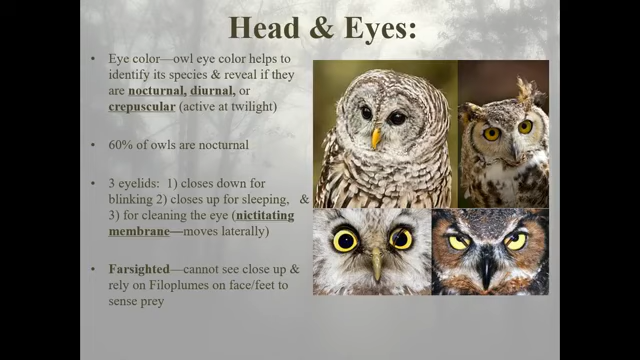 Head & Eyes:
• Eye color—owl eye color helps to
identify its species & reveal if they
are nocturnal, diurnal, or
crepuscular (active at twilight)
• 60% of owls are nocturnal
• 3 eyelids: 1) closes down for
blinking 2) closes up for sleeping, &
3) for cleaning the eye (nictitating
membrane—moves laterally)
• Farsighted—cannot see close up &
rely on Filoplumes on face/feet to
sense prey